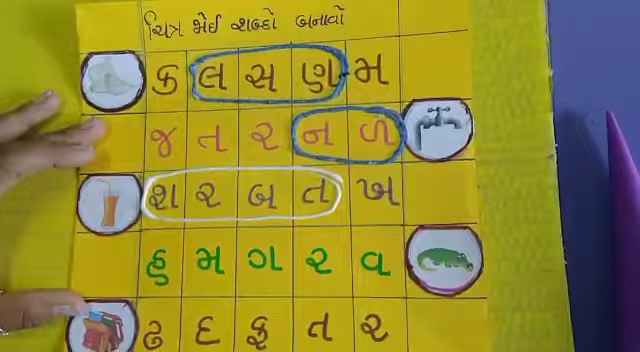 ચિત્ર જોઈ શબ્દો બનાવો
ક લ સ ણ મ
જ ત ર ન ળ
શ ર બ ત ખ
હુ મ ગ ર વ
ઢ દ ફ ત ર